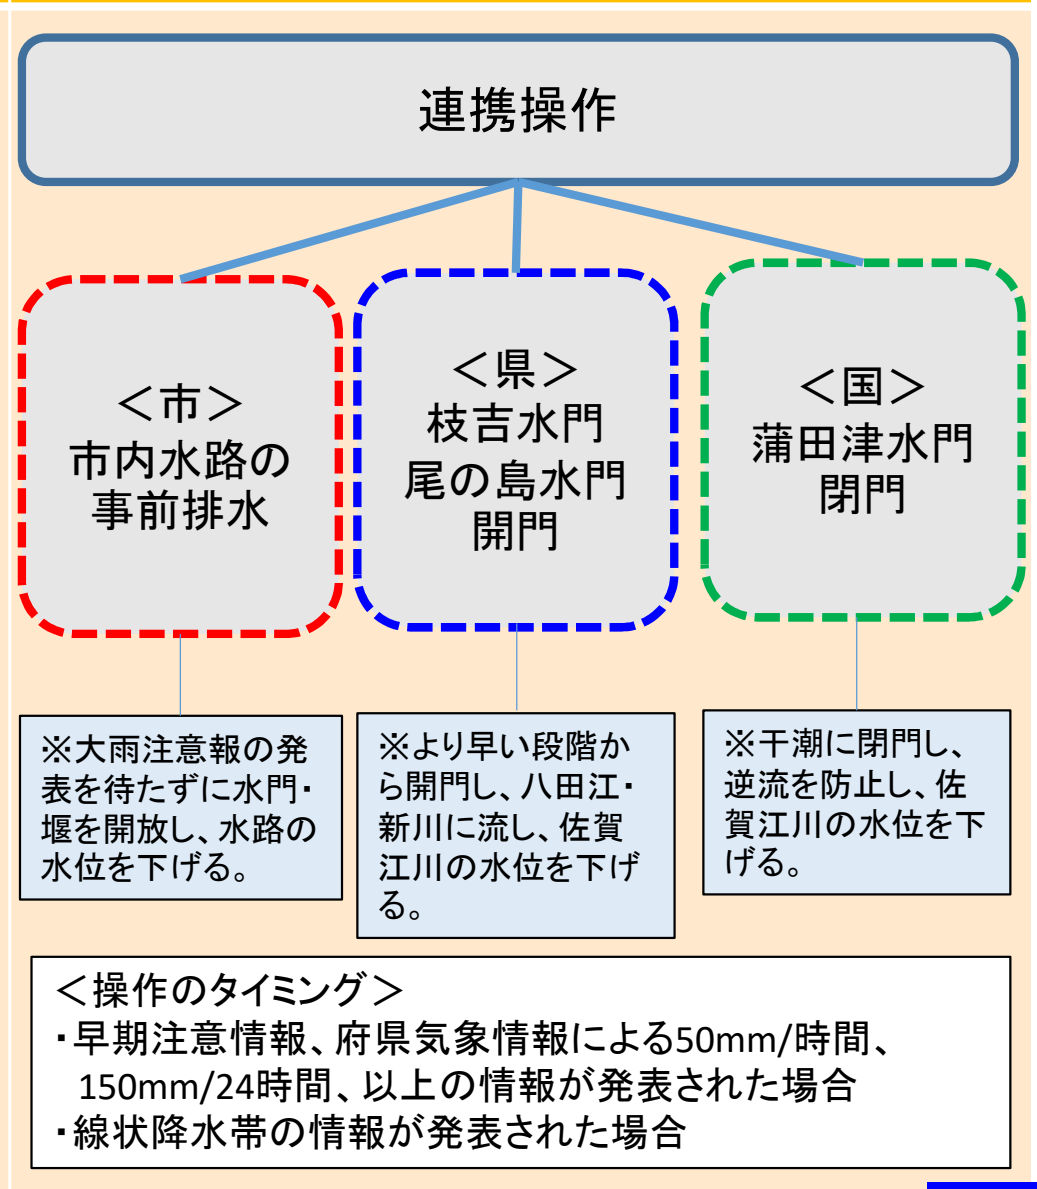 連携操作
＜市＞
市内水路の
事前排水
＜県＞
枝吉水門
尾の島水門
開門
＜国＞
蒲田津水門
閉門
※大雨注意報の発
表を待たずに水門・
堰を開放し、水路の
水位を下げる。
※より早い段階か
ら開門し、八田江・
新川に流し、佐賀
江川の水位を下げ
る。
※干潮に閉門し、
逆流を防止し、佐
賀江川の水位を下
げる。
＜操作のタイミング＞
・早期注意情報、府県気象情報による50mm/時間、
150mm/24時間、以上の情報が発表された場合
・線状降水帯の情報が発表された場合